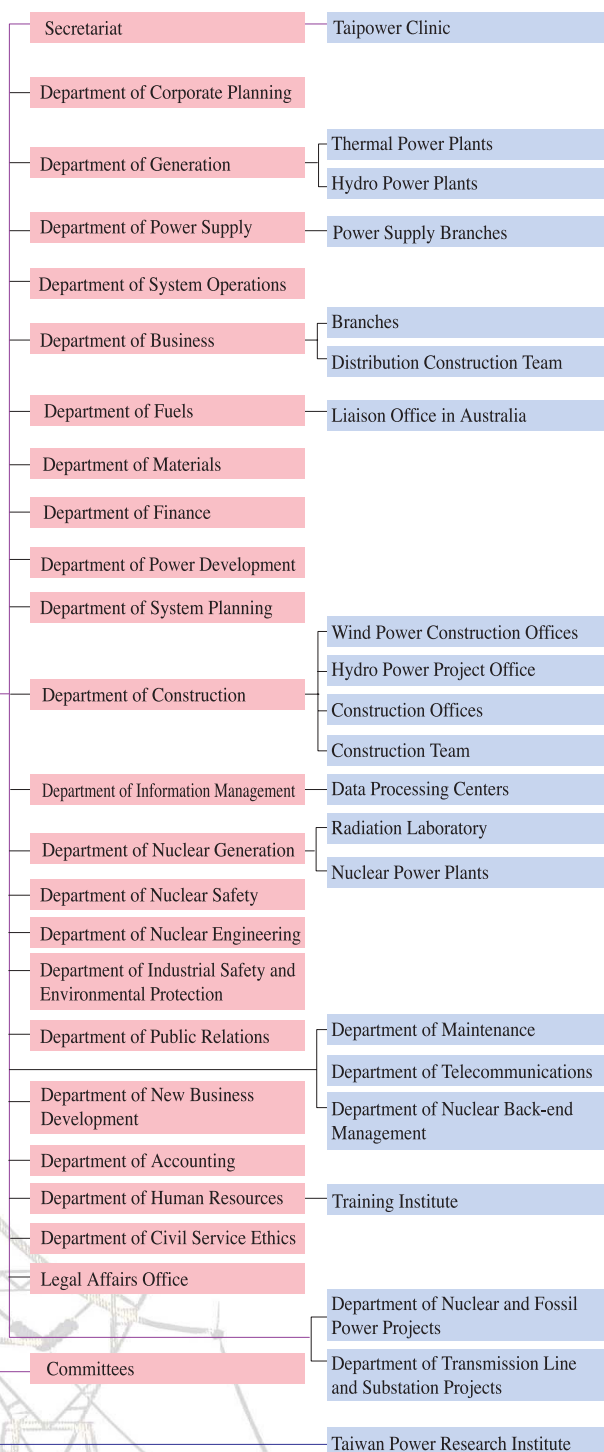 Secretariat
Taipower Clinic
Department of Corporate Planning
Department of Generation
Thermal Power Plants
Hydro Power Plants
Department of Power Supply
Power Supply Branches
Department of System Operations
Department of Business
Branches
Distribution Construction Team
Department of Fuels
Liaison Office in Australia
Department of Materials
Department of Finance
Department of Power Development
Department of System Planning
Department of Construction
Wind Power Construction Offices
Hydro Power Project Office
Construction Offices
Construction Team
Department of Information Management
Data Processing Centers
Department of Nuclear Generation
Radiation Laboratory
Nuclear Power Plants
Department of Nuclear Safety
Department of Nuclear Engineering
Department of Industrial Safety and
Environmental Protection
Department of Public Relations
Department of Maintenance
Department of Telecommunications
Department of Nuclear Back-end
Management
Department of New Business
Development
Department of Accounting
Department of Human Resources
Training Institute
Department of Civil Service Ethics
Legal Affairs Office
Department of Nuclear and Fossil
Power Projects
Department of Transmission Line
and Substation Projects
Committees
Taiwan Power Research Institute